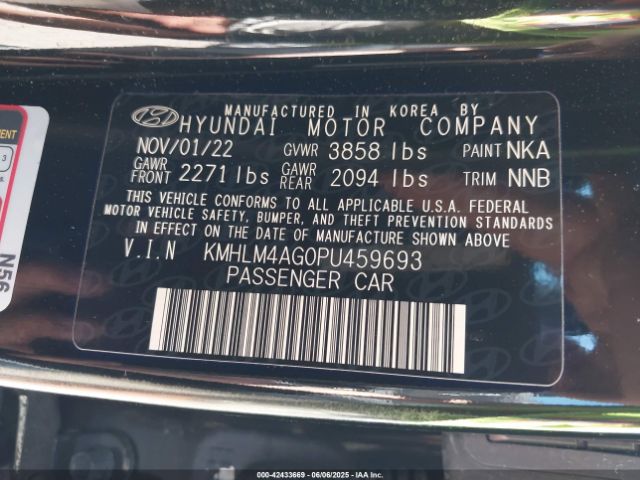 MANUFACTURED IN KOREA BY
HYUNDAI MOTOR COMPANY
NOV/01/22 GVWR 3858 lbs PAINT NKA
GAWR FRONT 2271 lbs GAWR REAR 2094 lbs TRIM NNB
THIS VEHICLE CONFORMS TO ALL APPLICABLE U.S.A. FEDERAL
MOTOR VEHICLE SAFETY, BUMPER, AND THEFT PREVENTION STANDARDS
IN EFFECT ON THE DATE OF MANUFACTURE SHOWN ABOVE
V.I.N KMHLM4AG0PU459693
PASSENGER CAR
3
N56
000-42433669 - 06/06/2025 - IAA Inc.